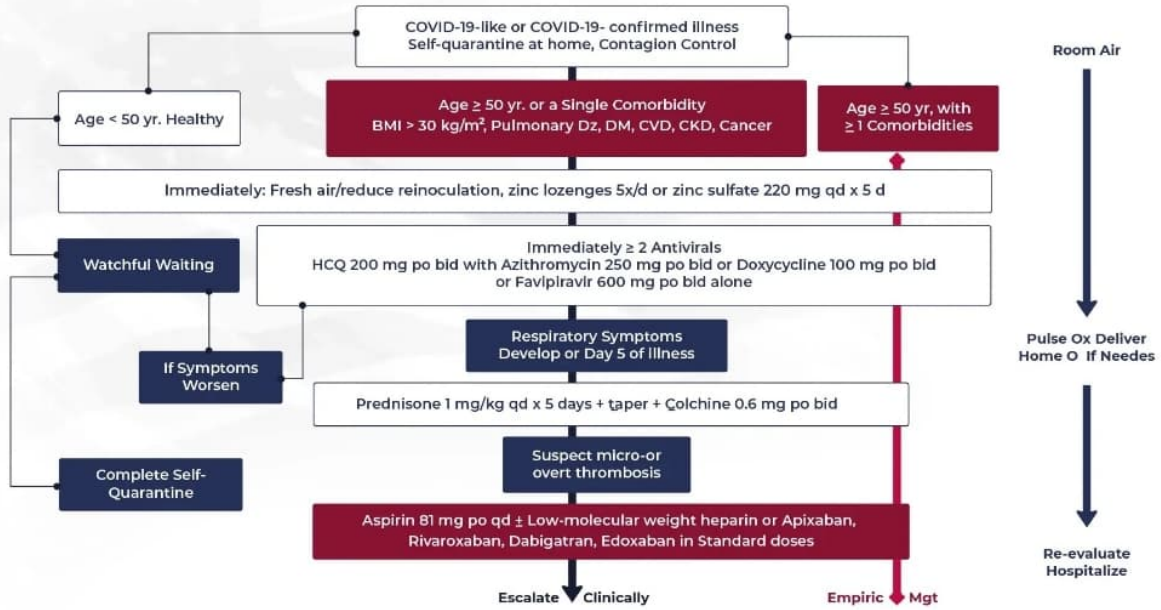 COVID-19-like or COVID-19- confirmed illness
Self-quarantine at home, Contagion Control
Room Air
Age < 50 yr. Healthy
Age ≥ 50 yr. or a Single Comorbidity
BMI > 30 kg/m², Pulmonary Dz, DM, CVD, CKD, Cancer
Age ≥ 50 yr, with
≥ 1 Comorbidities
Immediately: Fresh air/reduce reinoculation, zinc lozenges 5x/d or zinc sulfate 220 mg qd x 5 d
Watchful Waiting
Immediately ≥ 2 Antivirals
HCQ 200 mg po bid with Azithromycin 250 mg po bid or Doxycycline 100 mg po bid
or Favipiravir 600 mg po bid alone
Respiratory Symptoms
Develop or Day 5 of Illness
Pulse Ox Deliver
Home O If Needes
If Symptoms
Worsen
Prednisone 1 mg/kg qd x 5 days + taper + Colchine 0.6 mg po bid
Suspect micro-or
overt thrombosis
Complete Self-
Quarantine
Aspirin 81 mg po qd ± Low-molecular weight heparin or Apixaban,
Rivaroxaban, Dabigatran, Edoxaban in Standard doses
Re-evaluate
Hospitalize
Escalate Clinically
Empiric Mgt